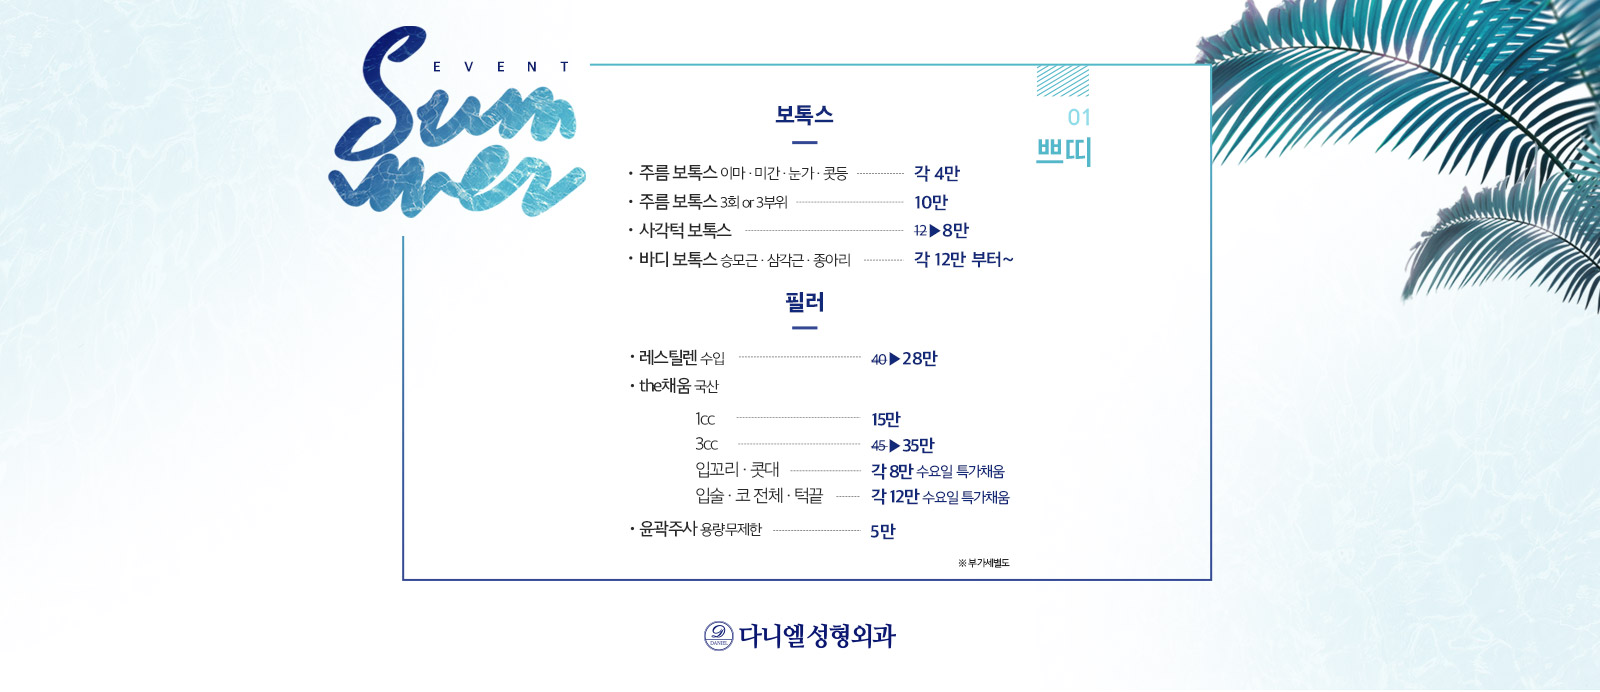 Summer
EVENT
01
쁘띠
보톡스
· 주름 보톡스 이마 · 미간 · 눈가 · 콧등 각 4만
· 주름 보톡스 3회 or 3부위 10만
· 사각턱 보톡스 12▶8만
· 바디 보톡스 승모근 · 삼각근 · 종아리 각 12만 부터~
필러
· 레스틸렌 수입 40▶28만
· the채움 국산
1cc 15만
3cc 45▶35만
입꼬리 · 콧대 각 8만 수요일 특가채움
입술 · 코 전체 · 턱끝 각 12만 수요일 특가채움
· 윤곽주사 용량무제한 5만
※ 부가세별도
DANIEL
다니엘성형외과